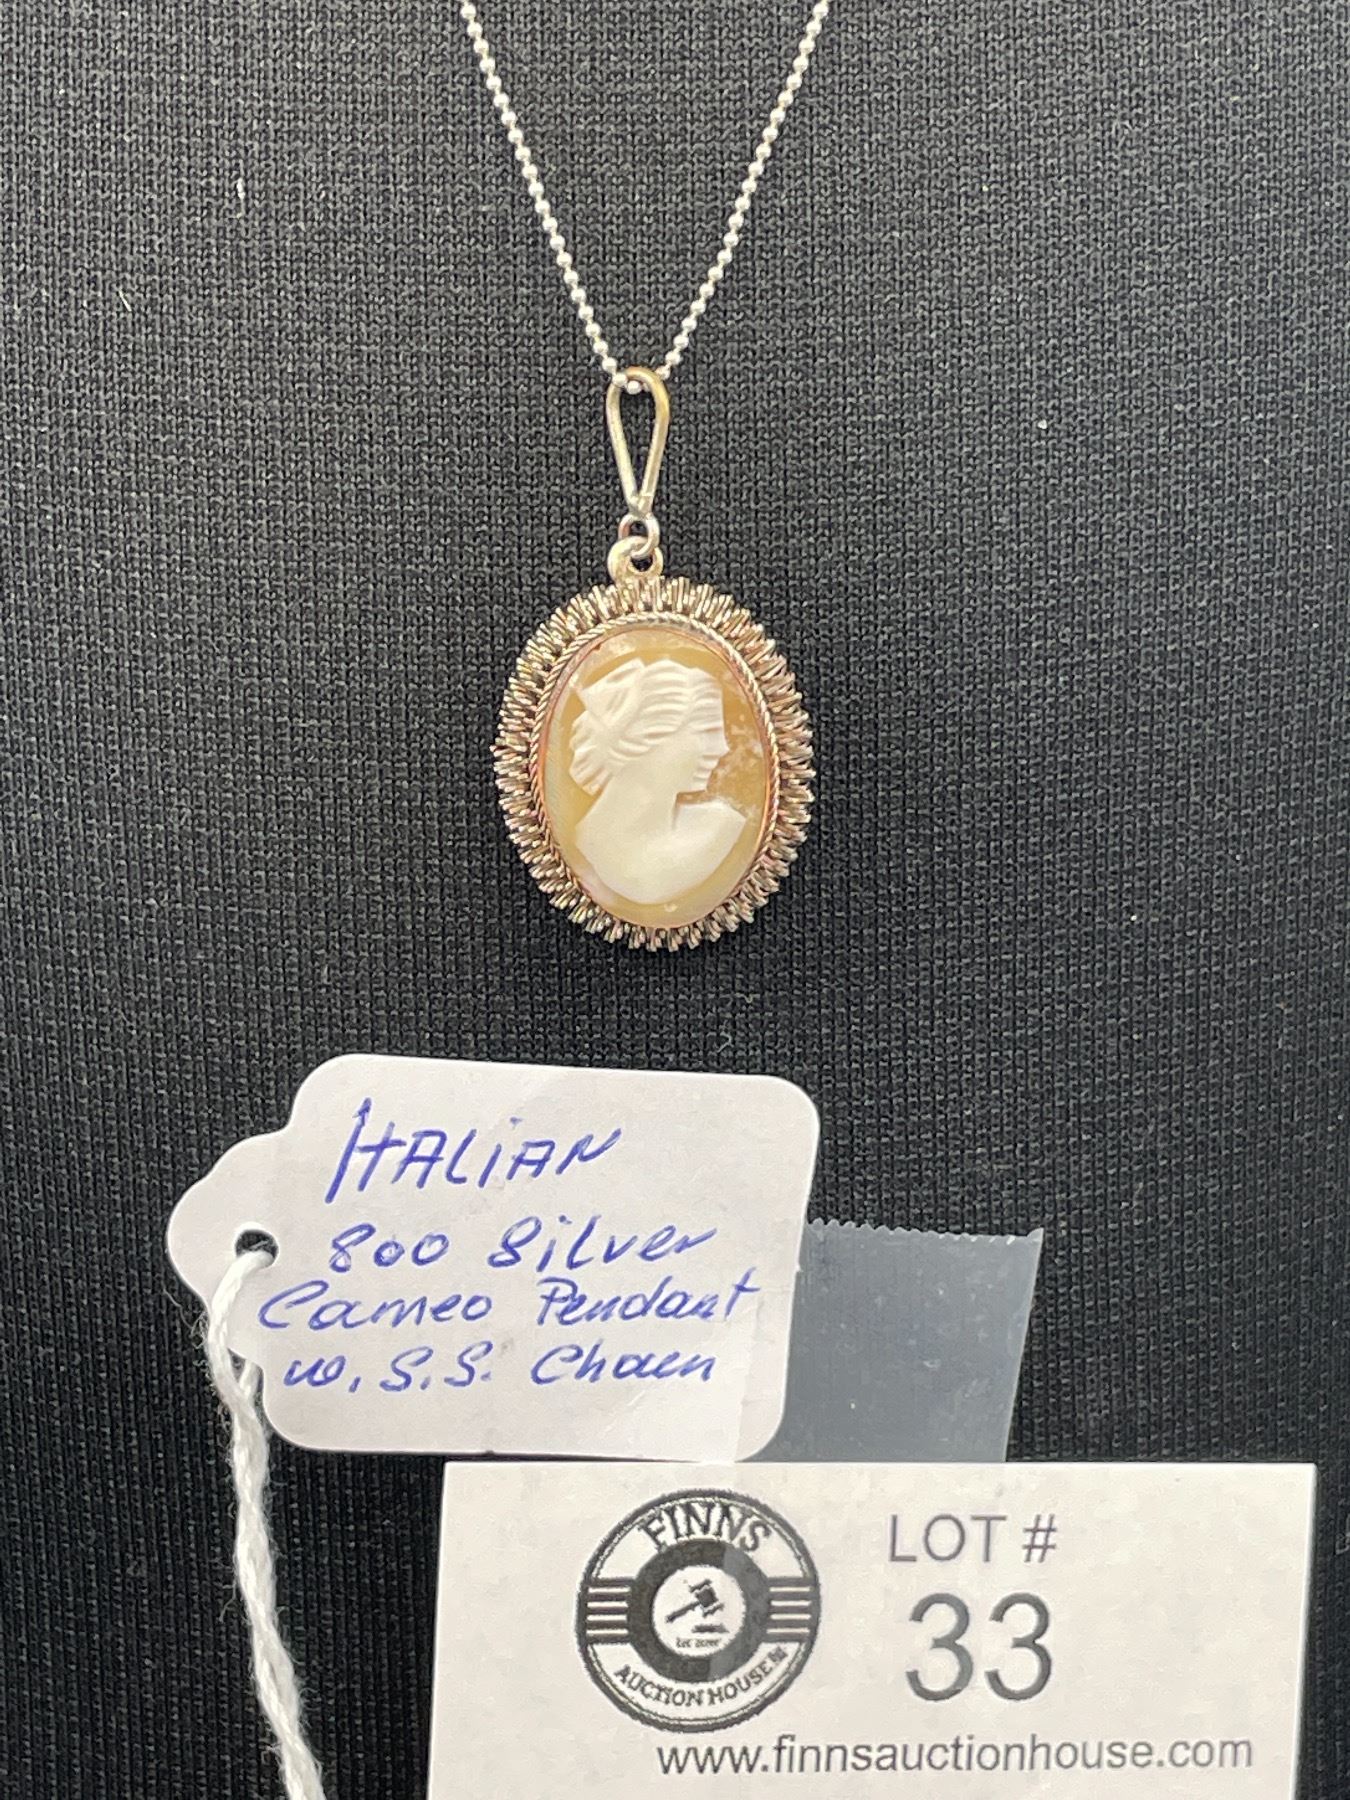 ITALiAN
800 SiLver
Cameo Pendant
w. S.S. Chain
FINNS
AUCTION HOUSE
LOT #
33
www.finnsauctionhouse.com